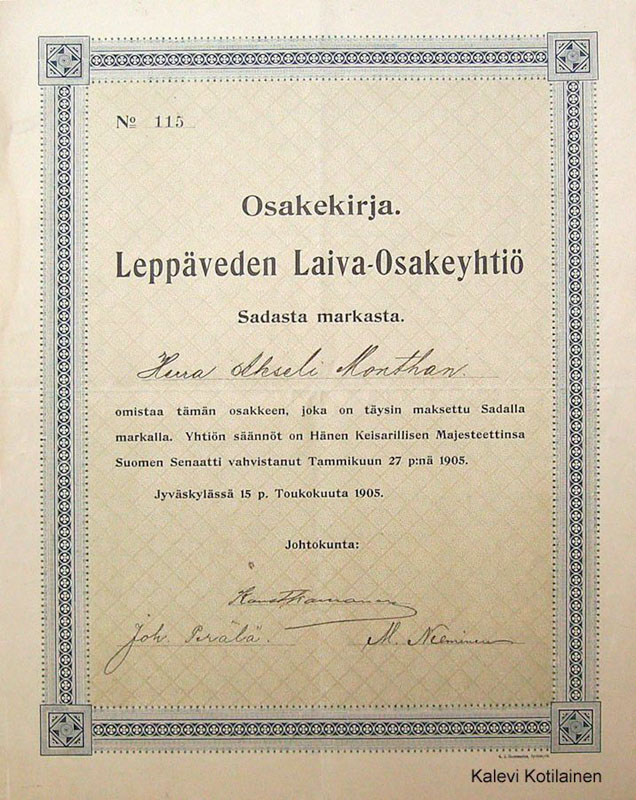 № 115
Osakekirja.
Leppäveden Laiva-Osakeyhtiö
Sadasta markasta.
Herra Akseli Monthan.
omistaa tämän osakkeen, joka on täysin maksettu Sadalla
markalla. Yhtiön säännöt on Hänen Keisarillisen Majesteettinsa
Suomen Senaatti vahvistanut Tammikuun 27 p:nä 1905.
Jyväskylässä 15 p. Toukokuuta 1905.
Johtokunta:
Joh. Perälä. M. Nieminen
Kalevi Kotilainen